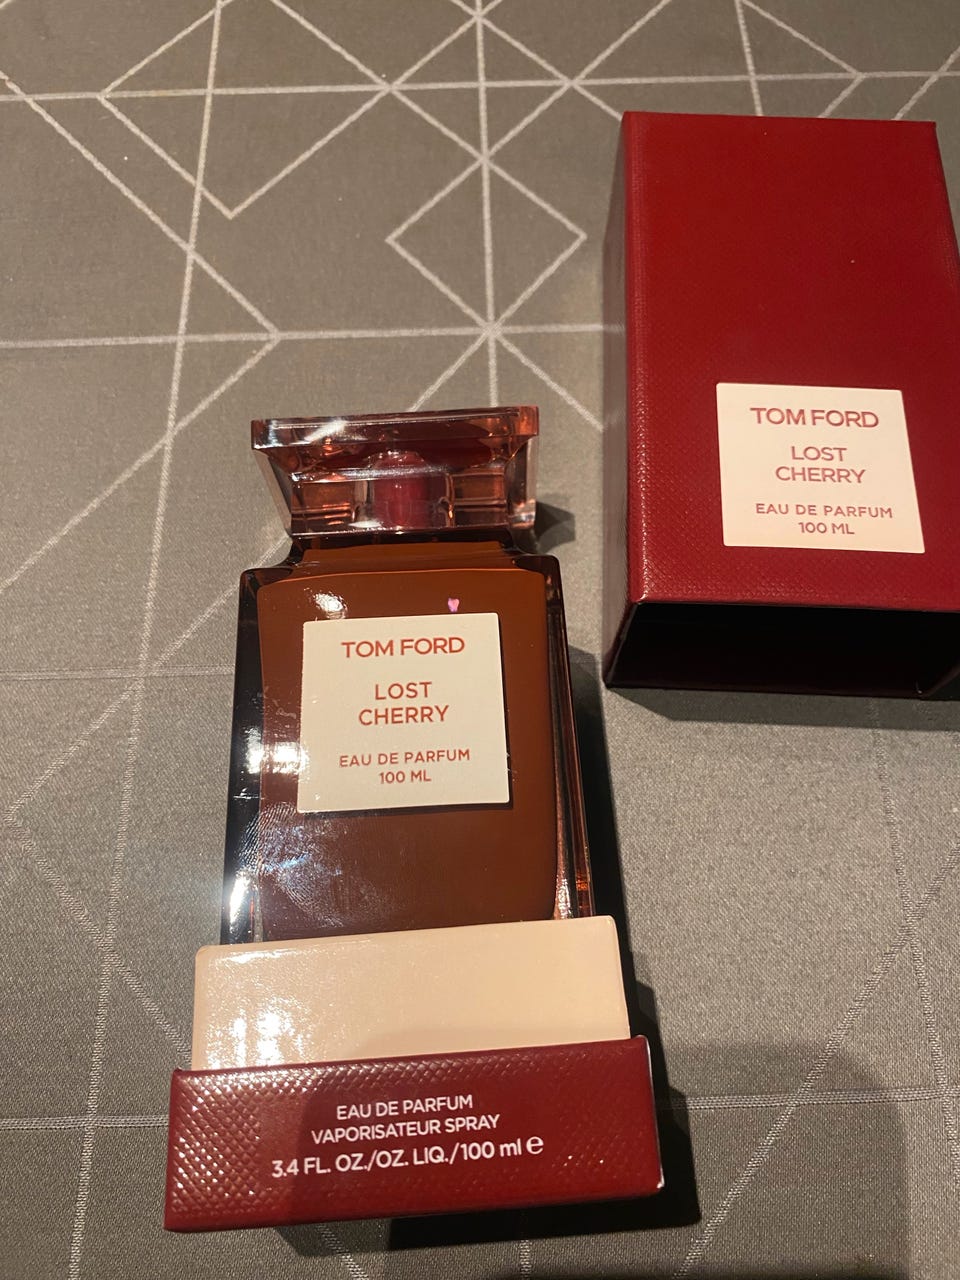 TOM FORD
LOST
CHERRY
EAU DE PARFUM
100 ML
TOM FORD
LOST
CHERRY
EAU DE PARFUM
100 ML
EAU DE PARFUM
VAPORISATEUR SPRAY
3.4 FL. OZ./OZ. LIQ./100 ml e